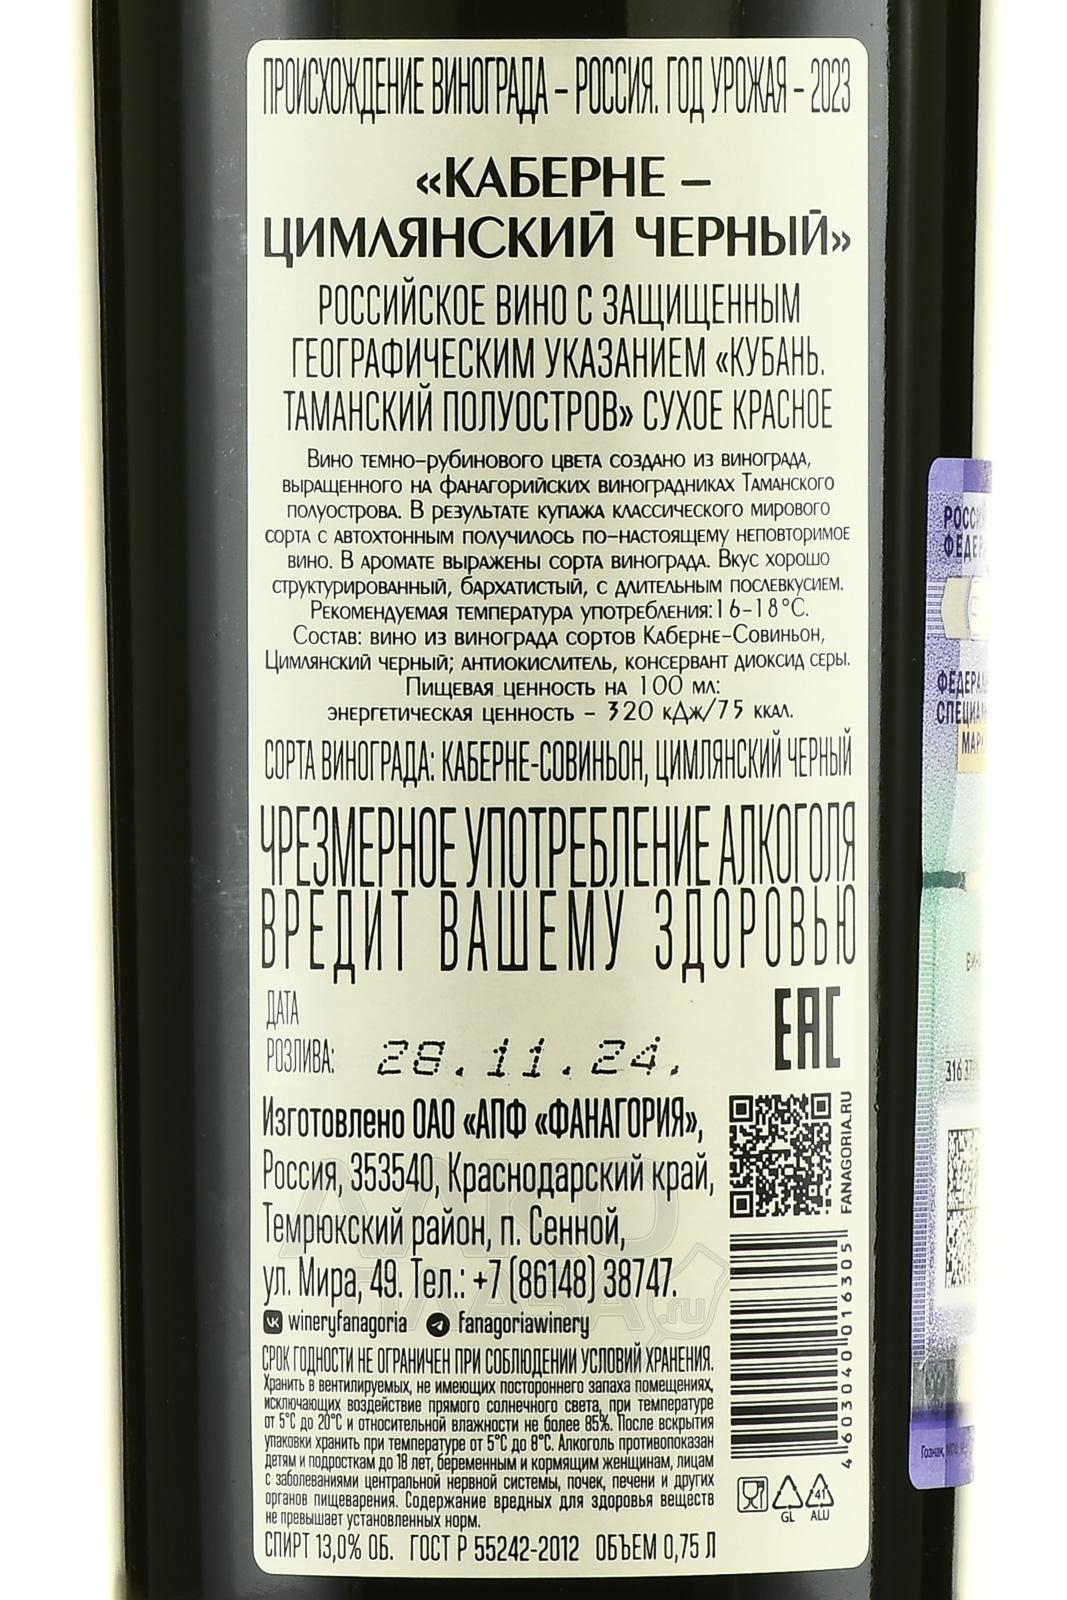 ПРОИСХОЖДЕНИЕ ВИНОГРАДА – РОССИЯ. ГОД УРОЖАЯ – 2023
«КАБЕРНЕ –
ЦИМЛЯНСКИЙ ЧЕРНЫЙ»
РОССИЙСКОЕ ВИНО С ЗАЩИЩЕННЫМ
ГЕОГРАФИЧЕСКИМ УКАЗАНИЕМ «КУБАНЬ.
ТАМАНСКИЙ ПОЛУОСТРОВ» СУХОЕ КРАСНОЕ
Вино темно-рубинового цвета создано из винограда,
выращенного на фанагорийских виноградниках Таманского
полуострова. В результате купажа классического мирового
сорта с автохтонным получилось по-настоящему неповторимое
вино. В аромате выражены сорта винограда. Вкус хорошо
структурированный, бархатистый, с длительным послевкусием.
Рекомендуемая температура употребления: 16-18°С.
Состав: вино из винограда сортов Каберне-Совиньон,
Цимлянский черный; антиокислитель, консервант диоксид серы.
Пищевая ценность на 100 мл:
энергетическая ценность – 320 кДж/75 ккал.
СОРТА ВИНОГРАДА: КАБЕРНЕ-СОВИНЬОН, ЦИМЛЯНСКИЙ ЧЕРНЫЙ
ЧРЕЗМЕРНОЕ УПОТРЕБЛЕНИЕ АЛКОГОЛЯ
ВРЕДИТ ВАШЕМУ ЗДОРОВЬЮ
ДАТА
РОЗЛИВА: 28.11.24.
EAC
Изготовлено ОАО «АПФ «ФАНАГОРИЯ»,
Россия, 353540, Краснодарский край,
Темрюкский район, п. Сенной,
ул. Мира, 49. Тел.: +7 (86148) 38747.
wineryfanagoria fanagoriawinery
FANAGORIA.RU
СРОК ГОДНОСТИ НЕ ОГРАНИЧЕН ПРИ СОБЛЮДЕНИИ УСЛОВИЙ ХРАНЕНИЯ.
Хранить в вентилируемых, не имеющих постороннего запаха помещениях,
исключающих воздействие прямого солнечного света, при температуре
от 5°С до 20°С и относительной влажности не более 85%. После вскрытия
упаковки хранить при температуре от 5°С до 8°С. Алкоголь противопоказан
детям и подросткам до 18 лет, беременным и кормящим женщинам, лицам
с заболеваниями центральной нервной системы, почек, печени и других
органов пищеварения. Содержание вредных для здоровья веществ
не превышает установленных норм.
СПИРТ 13,0% ОБ. ГОСТ Р 55242-2012 ОБЪЕМ 0,75 Л
4 603040 016305
GL
41
ALU
АЛКО
ПЛАЗА.ru